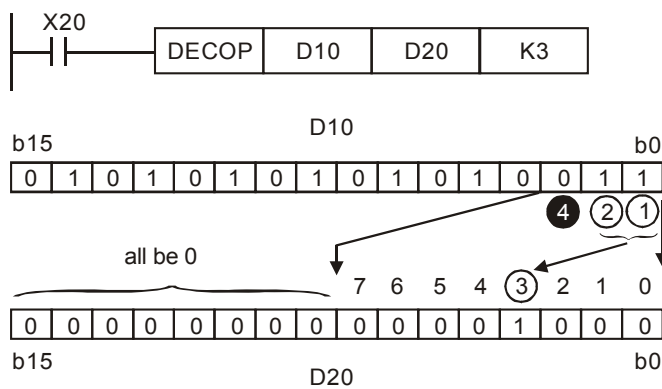 X20
DECOP D10 D20 K3
D10
b15 b0
0 1 0 1 0 1 0 1 0 1 0 1 0 0 1 1
4 2 1
all be 0
7 6 5 4 3 2 1 0
0 0 0 0 0 0 0 0 0 0 0 0 1 0 0 0
b15 b0
D20